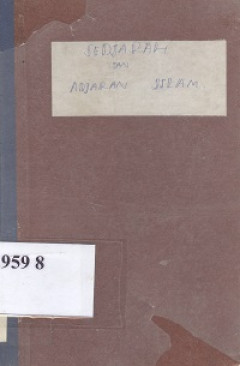 SEDJARAH
DAN
ADJARAN ISLAM
959 8